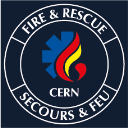 FIRE & RESCUE
CERN
SECOURS & FEU